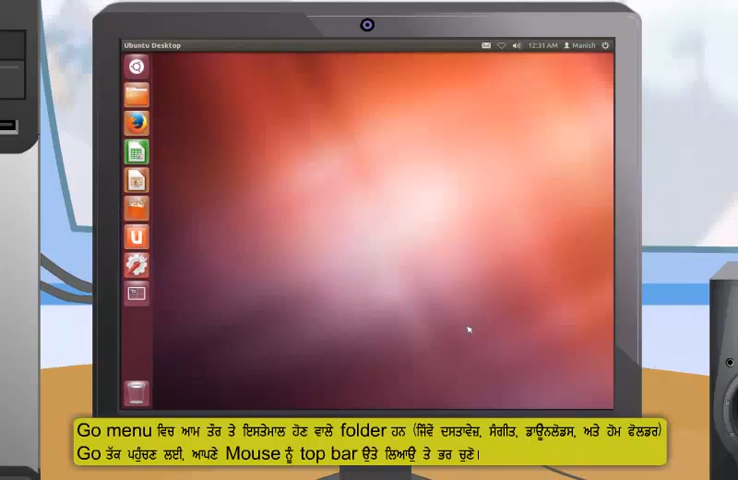 Ubuntu Desktop
12:31 AM Manish
Go menu ਵਿਚ ਆਮ ਤੌਰ ਤੇ ਇਸਤੇਮਾਲ ਹੋਣ ਵਾਲੇ folder ਹਨ (ਜਿੱਵੇਂ ਦਸਤਾਵੇਜ਼, ਸੰਗੀਤ, ਡਾਊਨਲੋਡਸ, ਅਤੇ ਹੋਮ ਫੋਲਡਰ)
Go ਤੱਕ ਪਹੁੰਚਣ ਲਈ, ਆਪਣੇ Mouse ਨੂੰ top bar ਉਤੇ ਲਿਆਉ ਤੇ ਭਰ ਚੁਣੋ।